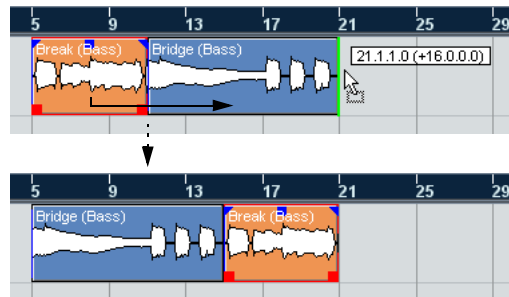 5 9 13 17 21 25 29
Break (Bass) Bridge (Bass)
21.1.1.0 (+16.0.0.0)
5 9 13 17 21 25 29
Bridge (Bass) Break (Bass)